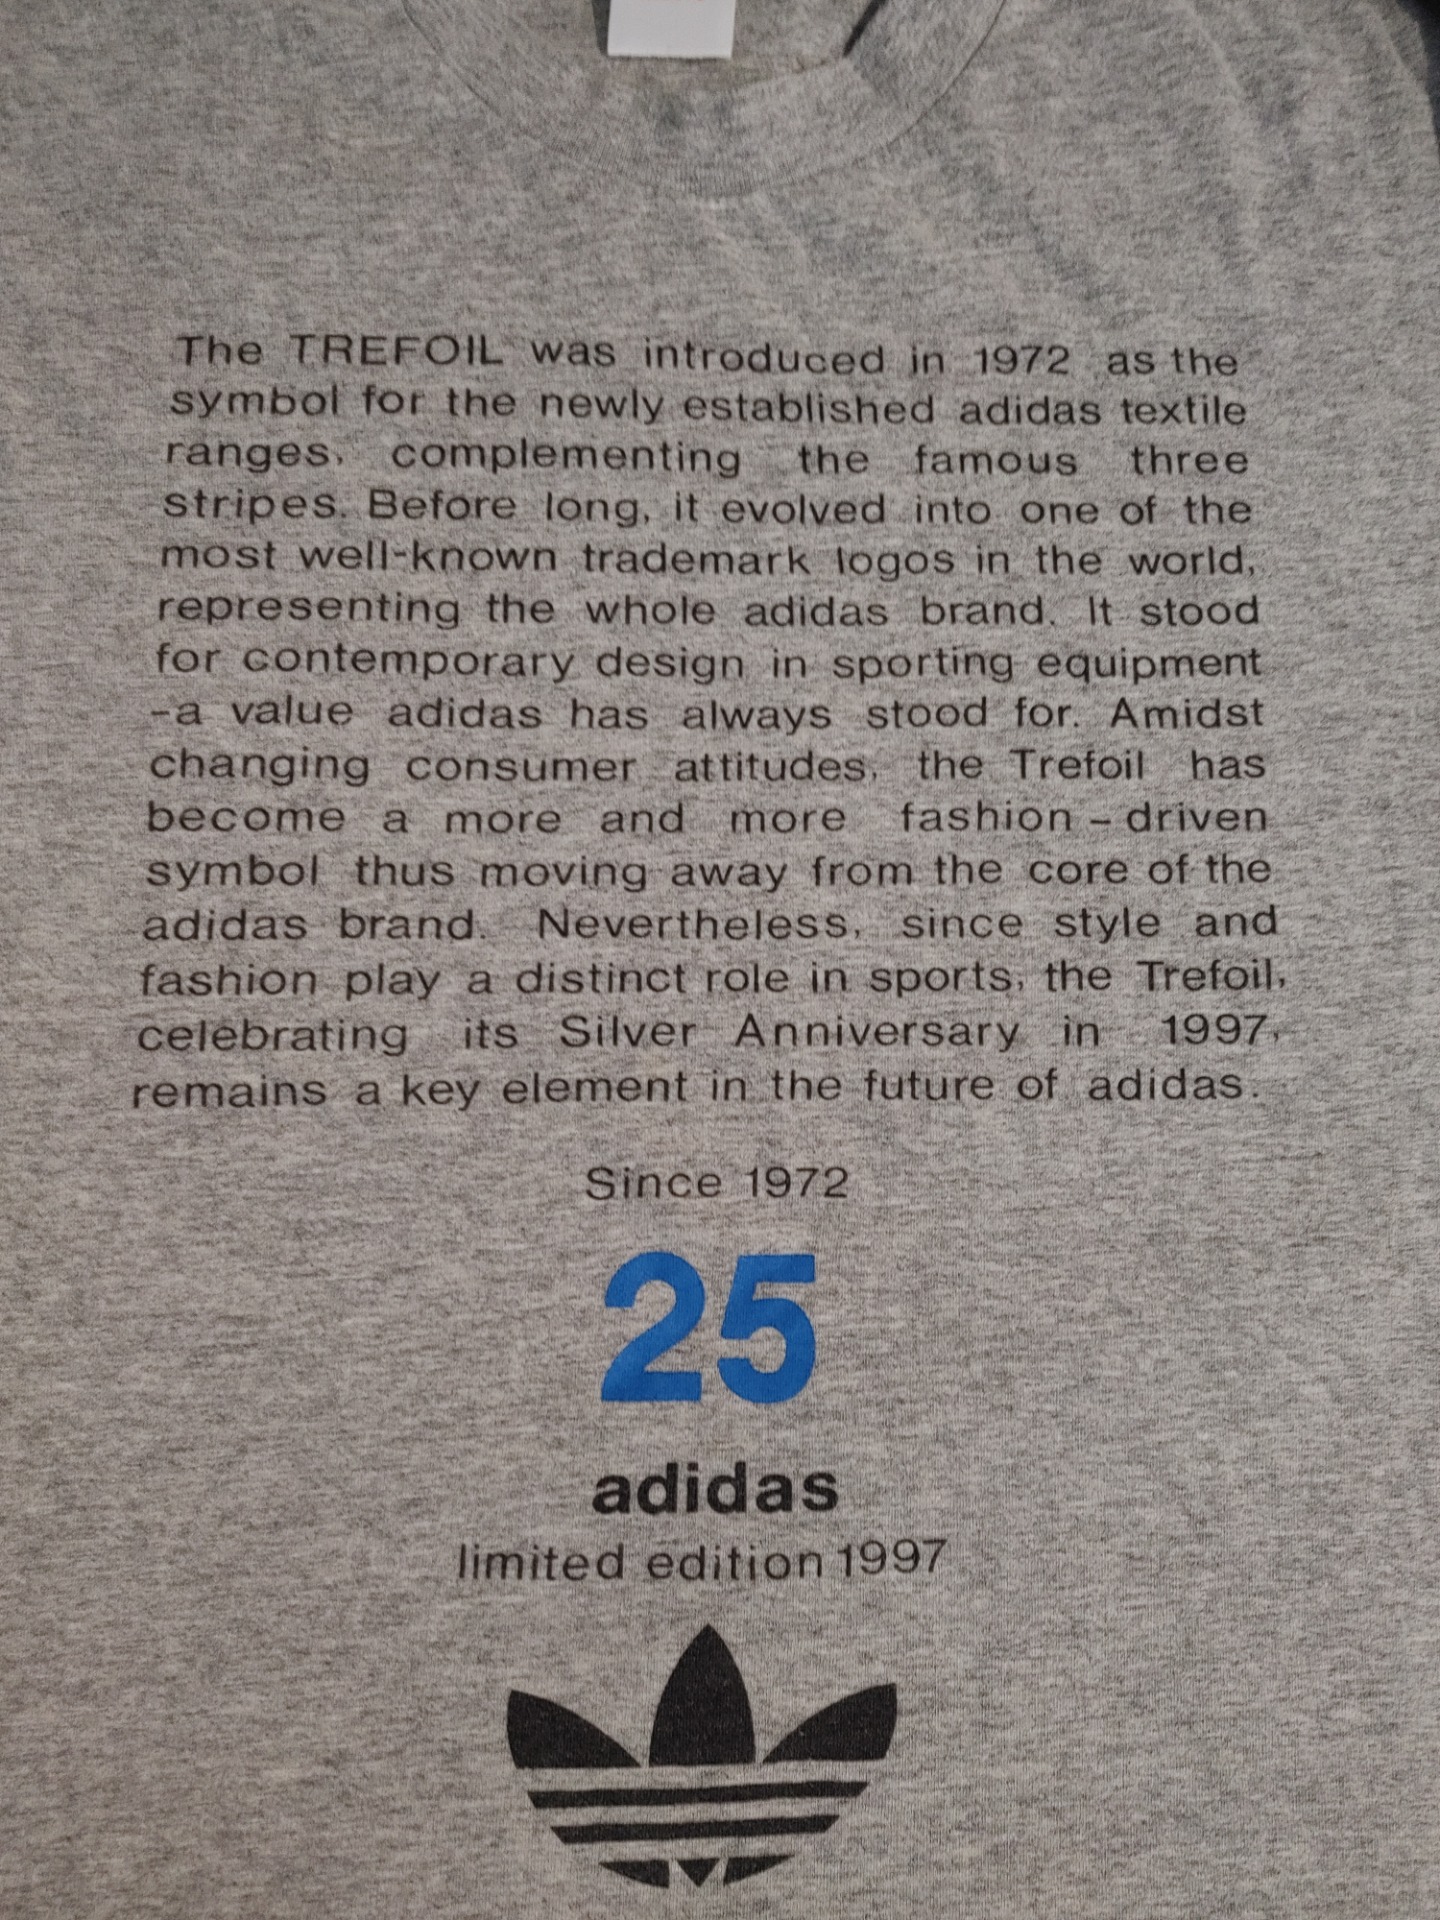 The TREFOIL was introduced in 1972 as the
symbol for the newly established adidas textile
ranges, complementing the famous three
stripes. Before long, it evolved into one of the
most well-known trademark logos in the world,
representing the whole adidas brand. It stood
for contemporary design in sporting equipment
-a value adidas has always stood for. Amidst
changing consumer attitudes, the Trefoil has
become a more and more fashion - driven
symbol thus moving away from the core of the
adidas brand. Nevertheless, since style and
fashion play a distinct role in sports, the Trefoil,
celebrating its Silver Anniversary in 1997,
remains a key element in the future of adidas.
Since 1972
25
adidas
limited edition 1997